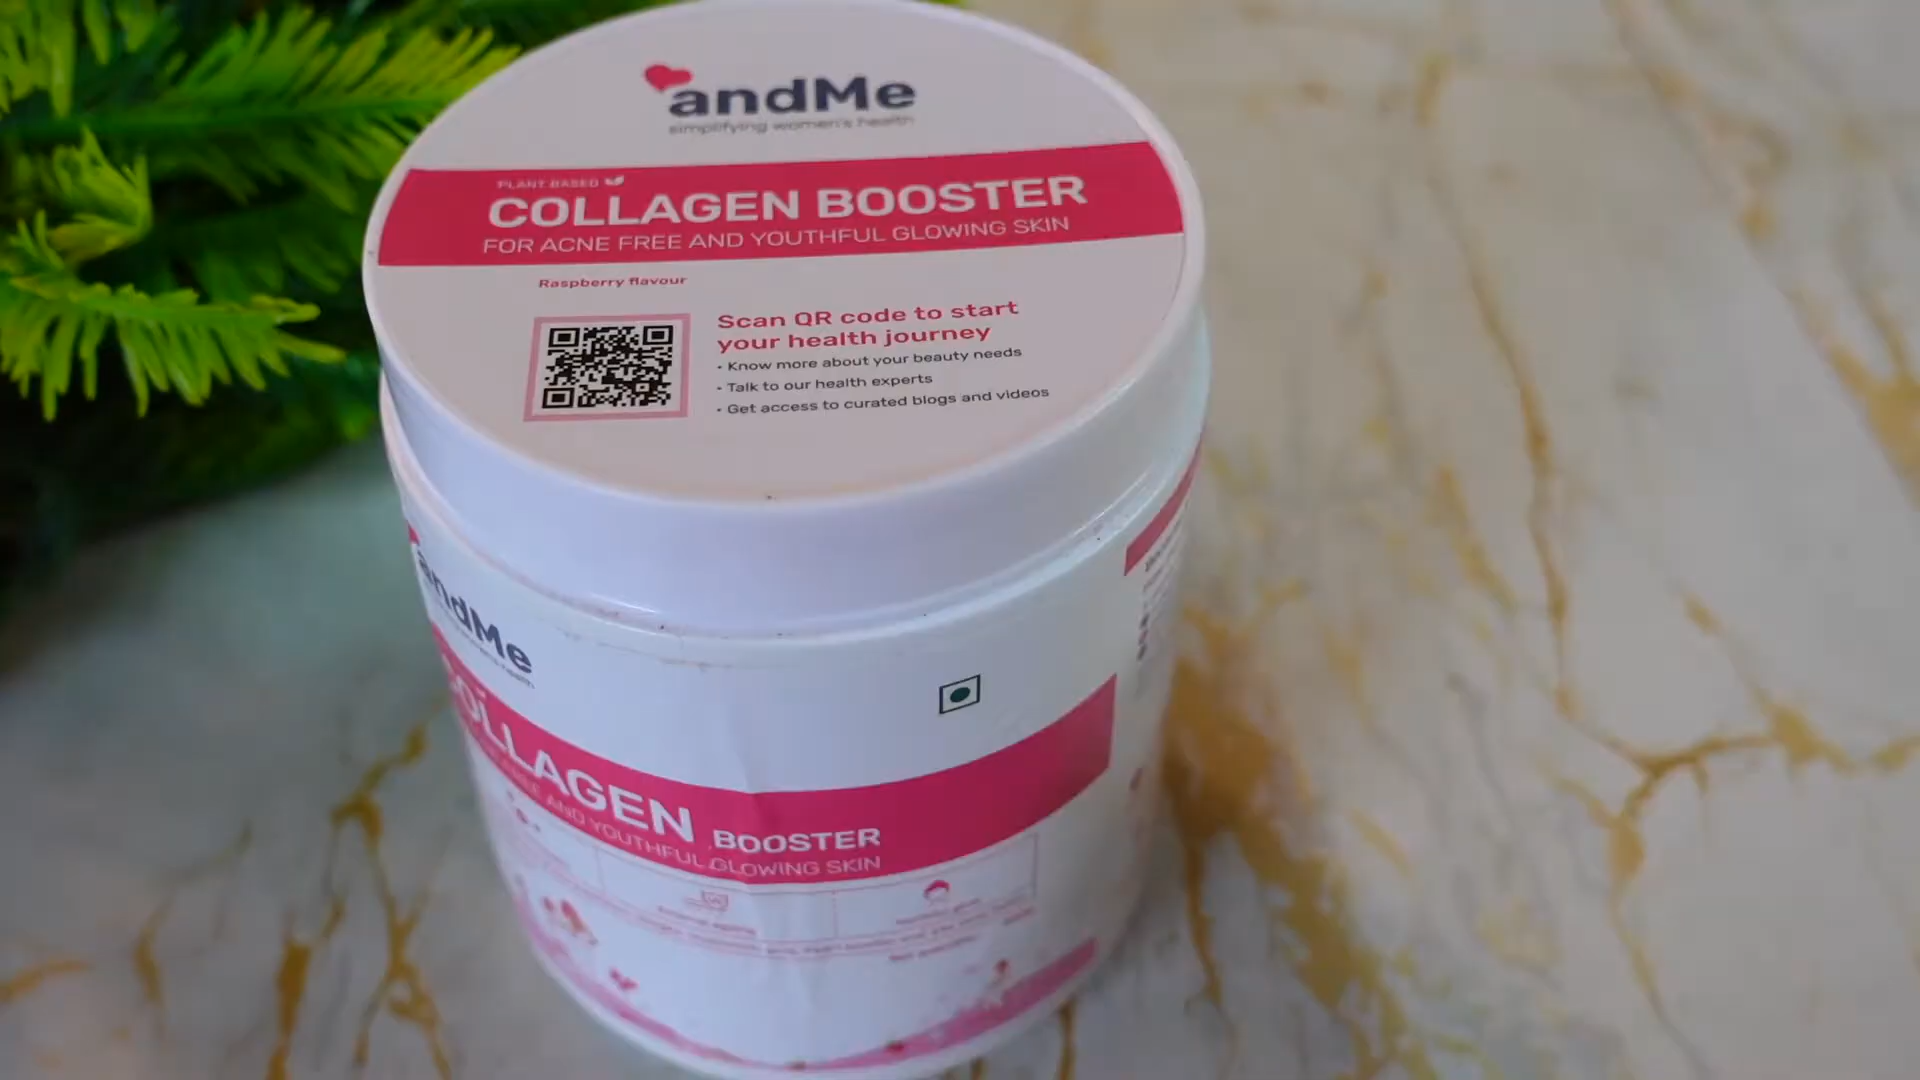 andMe
simplifying women's health
PLANT BASED
COLLAGEN BOOSTER
FOR ACNE FREE AND YOUTHFUL GLOWING SKIN
Raspberry flavour
Scan QR code to start
your health journey
• Know more about your beauty needs
• Talk to our health experts
• Get access to curated blogs and videos
andMe
COLLAGEN BOOSTER
AND YOUTHFUL GLOWING SKIN